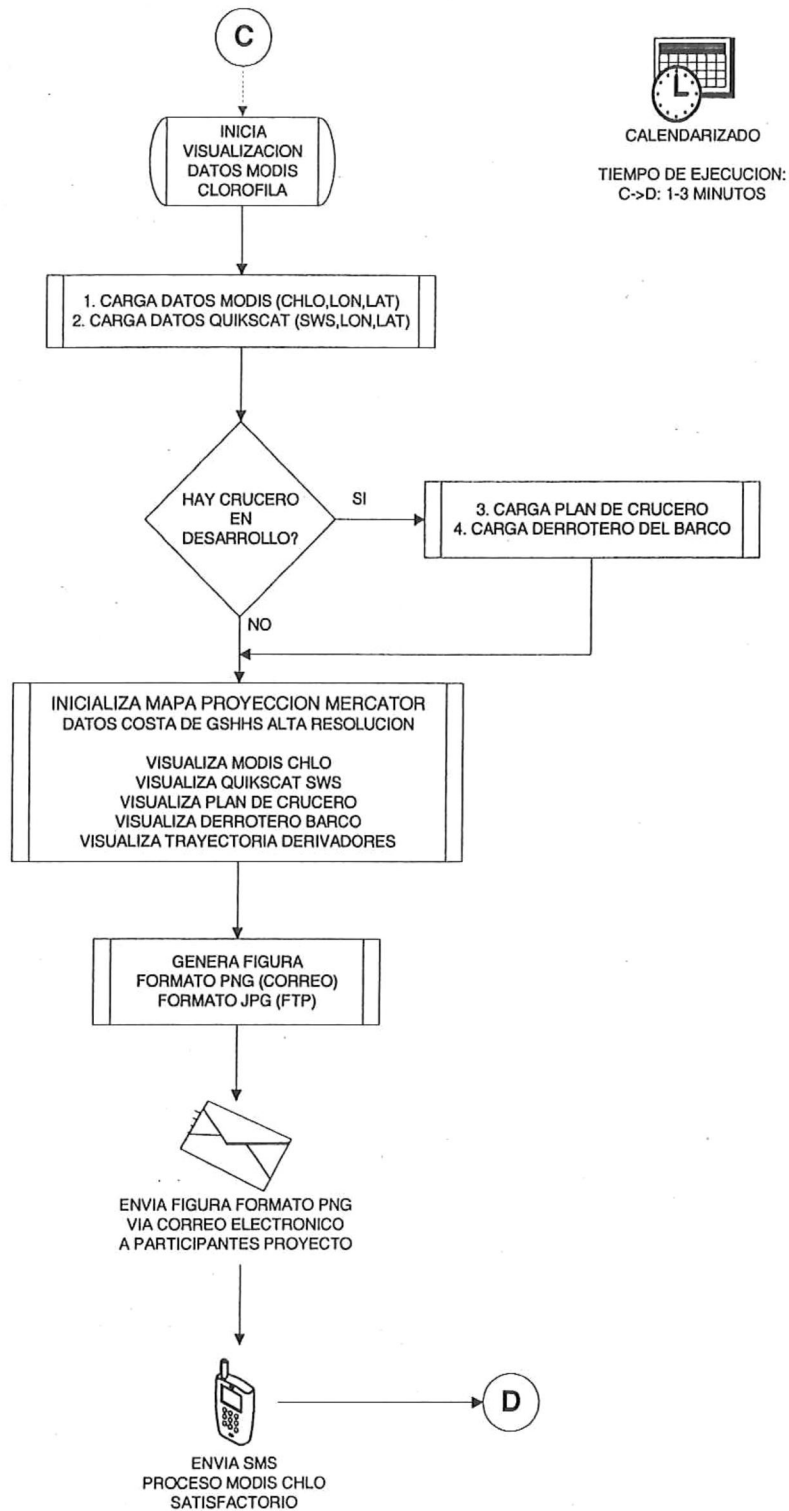 C
CALENDARIZADO
TIEMPO DE EJECUCION:
C->D: 1-3 MINUTOS
INICIA
VISUALIZACION
DATOS MODIS
CLOROFILA
1. CARGA DATOS MODIS (CHLO,LON,LAT)
2. CARGA DATOS QUIKSCAT (SWS,LON,LAT)
HAY CRUCERO
EN
DESARROLLO?
SI
3. CARGA PLAN DE CRUCERO
4. CARGA DERROTERO DEL BARCO
NO
INICIALIZA MAPA PROYECCION MERCATOR
DATOS COSTA DE GSHHS ALTA RESOLUCION
VISUALIZA MODIS CHLO
VISUALIZA QUIKSCAT SWS
VISUALIZA PLAN DE CRUCERO
VISUALIZA DERROTERO BARCO
VISUALIZA TRAYECTORIA DERIVADORES
GENERA FIGURA
FORMATO PNG (CORREO)
FORMATO JPG (FTP)
ENVIA FIGURA FORMATO PNG
VIA CORREO ELECTRONICO
A PARTICIPANTES PROYECTO
D
ENVIA SMS
PROCESO MODIS CHLO
SATISFACTORIO